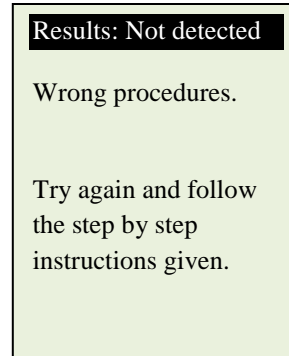 Results: Not detected
Wrong procedures.
Try again and follow
the step by step
instructions given.